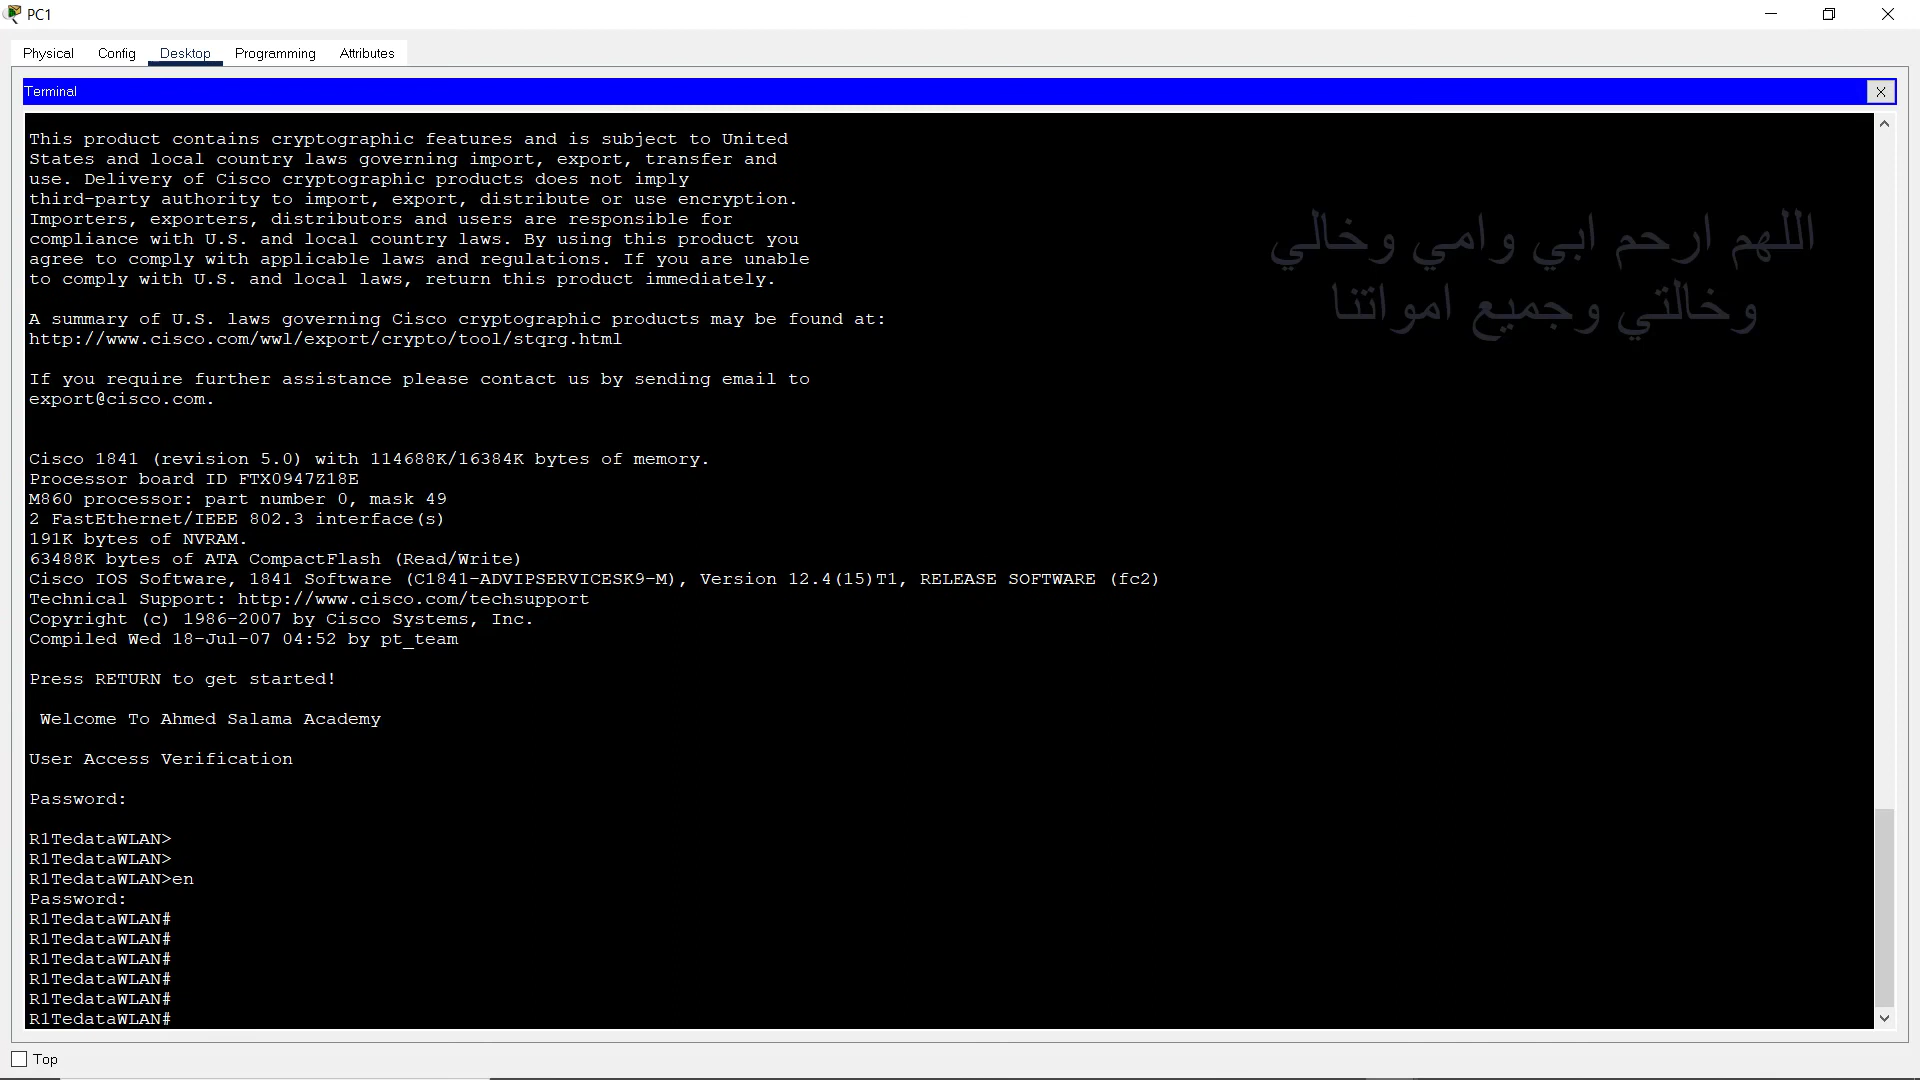 PC1
Physical Config Desktop Programming Attributes
Terminal X
This product contains cryptographic features and is subject to United
States and local country laws governing import, export, transfer and
use. Delivery of Cisco cryptographic products does not imply
third-party authority to import, export, distribute or use encryption.
Importers, exporters, distributors and users are responsible for
compliance with U.S. and local country laws. By using this product you
agree to comply with applicable laws and regulations. If you are unable
to comply with U.S. and local laws, return this product immediately.
اللهم ارحم ابي وامي وخالي
وخالتي وجميع امواتنا
A summary of U.S. laws governing Cisco cryptographic products may be found at:
http://www.cisco.com/wwl/export/crypto/tool/stqrg.html
If you require further assistance please contact us by sending email to
export@cisco.com.
Cisco 1841 (revision 5.0) with 114688K/16384K bytes of memory.
Processor board ID FTX0947Z18E
M860 processor: part number 0, mask 49
2 FastEthernet/IEEE 802.3 interface(s)
191K bytes of NVRAM.
63488K bytes of ATA CompactFlash (Read/Write)
Cisco IOS Software, 1841 Software (C1841-ADVIPSERVICESK9-M), Version 12.4(15)T1, RELEASE SOFTWARE (fc2)
Technical Support: http://www.cisco.com/techsupport
Copyright (c) 1986-2007 by Cisco Systems, Inc.
Compiled Wed 18-Jul-07 04:52 by pt_team
Press RETURN to get started!
Welcome To Ahmed Salama Academy
User Access Verification
Password:
R1TedataWLAN>
R1TedataWLAN>
R1TedataWLAN>en
Password:
R1TedataWLAN#
R1TedataWLAN#
R1TedataWLAN#
R1TedataWLAN#
R1TedataWLAN#
R1TedataWLAN#
Top